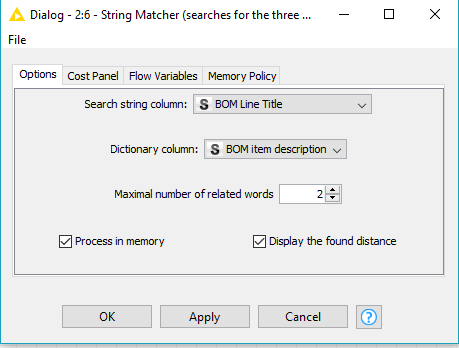 Dialog - 2:6 - String Matcher (searches for the three ...
File
Options Cost Panel Flow Variables Memory Policy
Search string column: S BOM Line Title
Dictionary column: S BOM item description
Maximal number of related words 2
Process in memory Display the found distance
OK Apply Cancel ?